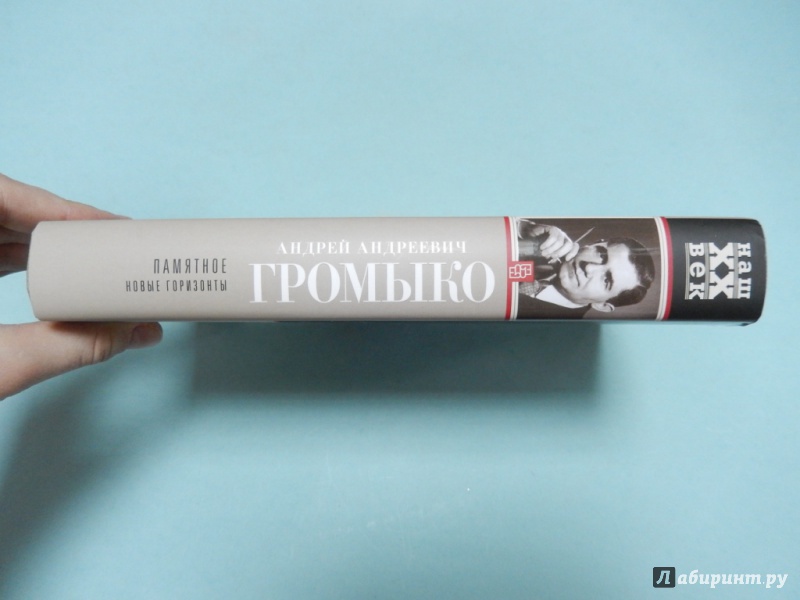 ПАМЯТНОЕ
НОВЫЕ ГОРИЗОНТЫ
АНДРЕЙ АНДРЕЕВИЧ
ГРОМЫКО
наш
XX
век
Лабиринт.ру